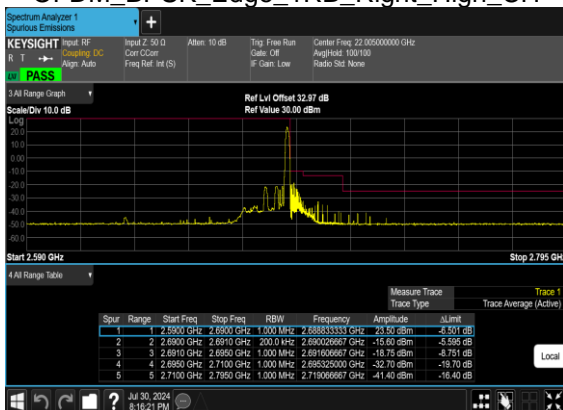 Spectrum Analyzer 1
Spurious Emissions
KEYSIGHT Input: RF Input Z: 50 Ω Atten: 10 dB Trig: Free Run Center Freq: 22.005000000 GHz
R T Coupling: DC Corr CCorr Gate: Off Avg|Hold: 100/100
Align: Auto Freq Ref: Int (S) IF Gain: Low Radio Std: None
PASS
3 All Range Graph
Ref Lvl Offset 32.97 dB
Scale/Div 10.0 dB Ref Value 30.00 dBm
Log
20.0
10.0
0.00
-10.0
-20.0
-30.0
-40.0
-50.0
-60.0
Start 2.590 GHz Stop 2.795 GH
4 All Range Table
Measure Trace Trace 1
Trace Type Trace Average (Active)
Spur Range Start Freq Stop Freq RBW Frequency Amplitude ΔLimit
1 1 2.5900 GHz 2.6900 GHz 1.000 MHz 2.688833333 GHz 23.50 dBm -6.501 dB
2 2 2.6900 GHz 2.6910 GHz 200.0 kHz 2.690026667 GHz -15.60 dBm -5.595 dB
3 3 2.6910 GHz 2.6950 GHz 1.000 MHz 2.691606667 GHz -18.75 dBm -8.751 dB
4 4 2.6950 GHz 2.7100 GHz 1.000 MHz 2.695325000 GHz -32.70 dBm -19.70 dB
5 5 2.7100 GHz 2.7950 GHz 1.000 MHz 2.719066667 GHz -41.40 dBm -16.40 dB
Local
Jul 30, 2024
8:16:21 PM